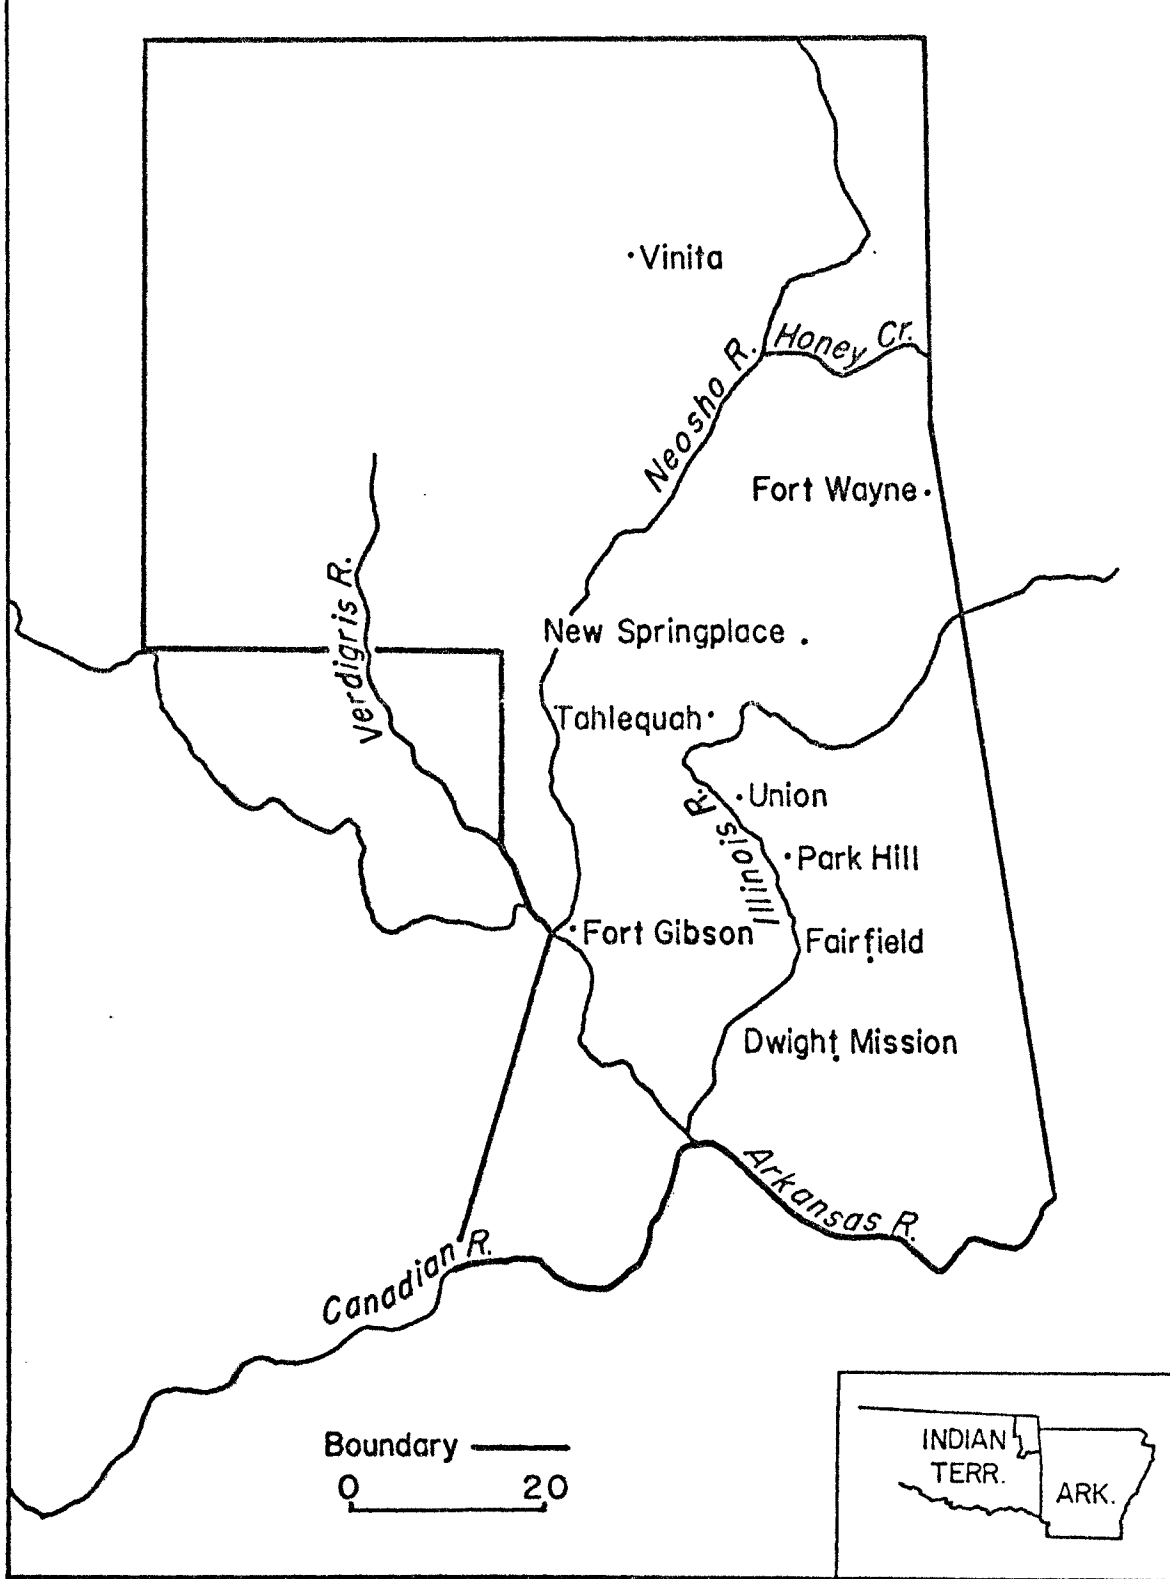 Vinita
Honey Cr.
Neosho R.
Fort Wayne
Verdigris R.
New Springplace
Tahlequah
Union
Illinois R.
Park Hill
Fort Gibson
Fairfield
Dwight Mission
Arkansas R.
Canadian R.
Boundary
0 20
INDIAN
TERR.
ARK.